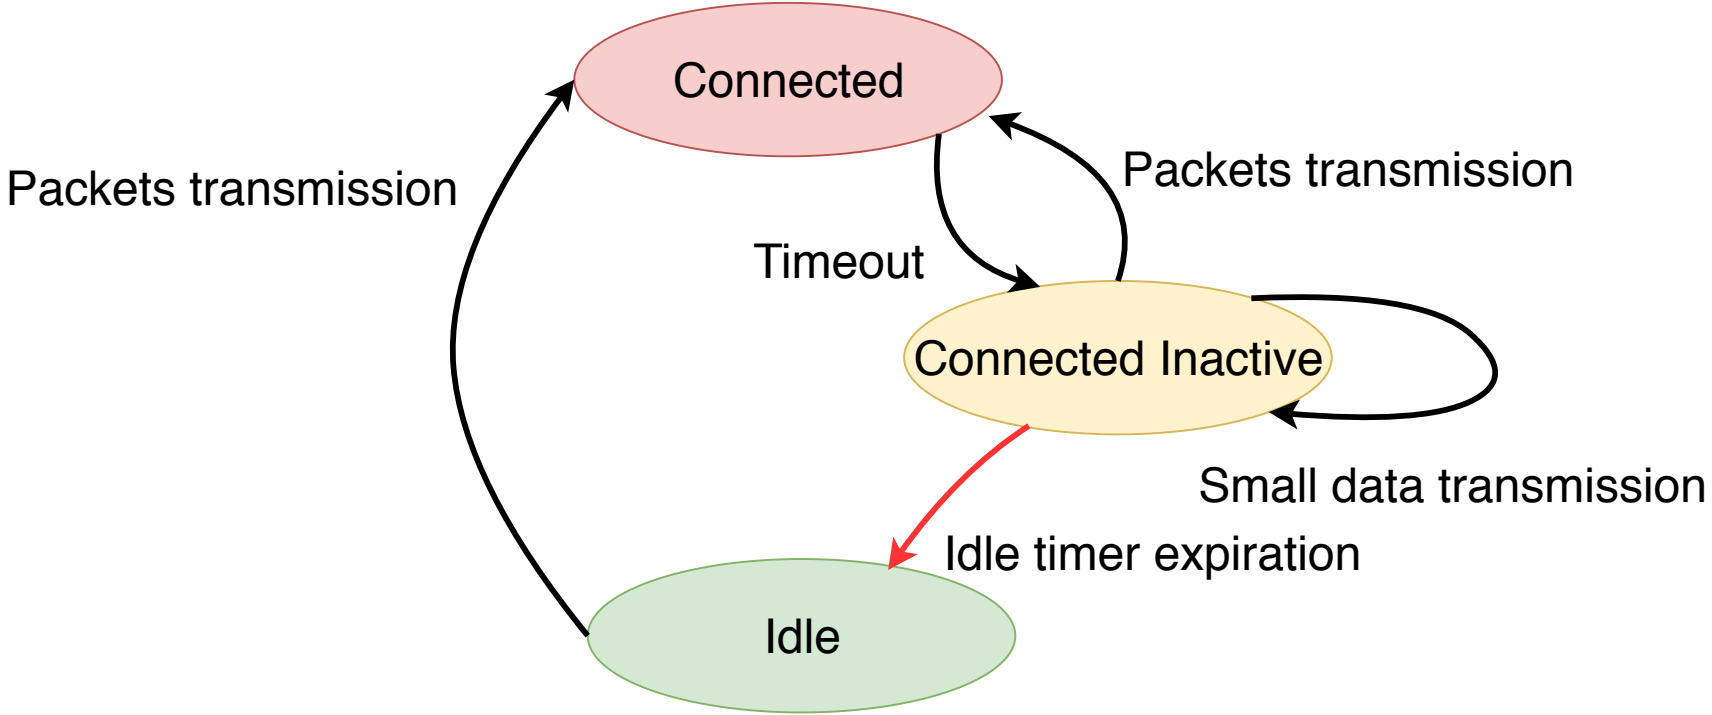 Connected
Packets transmission
Packets transmission
Timeout
Connected Inactive
Small data transmission
Idle timer expiration
Idle